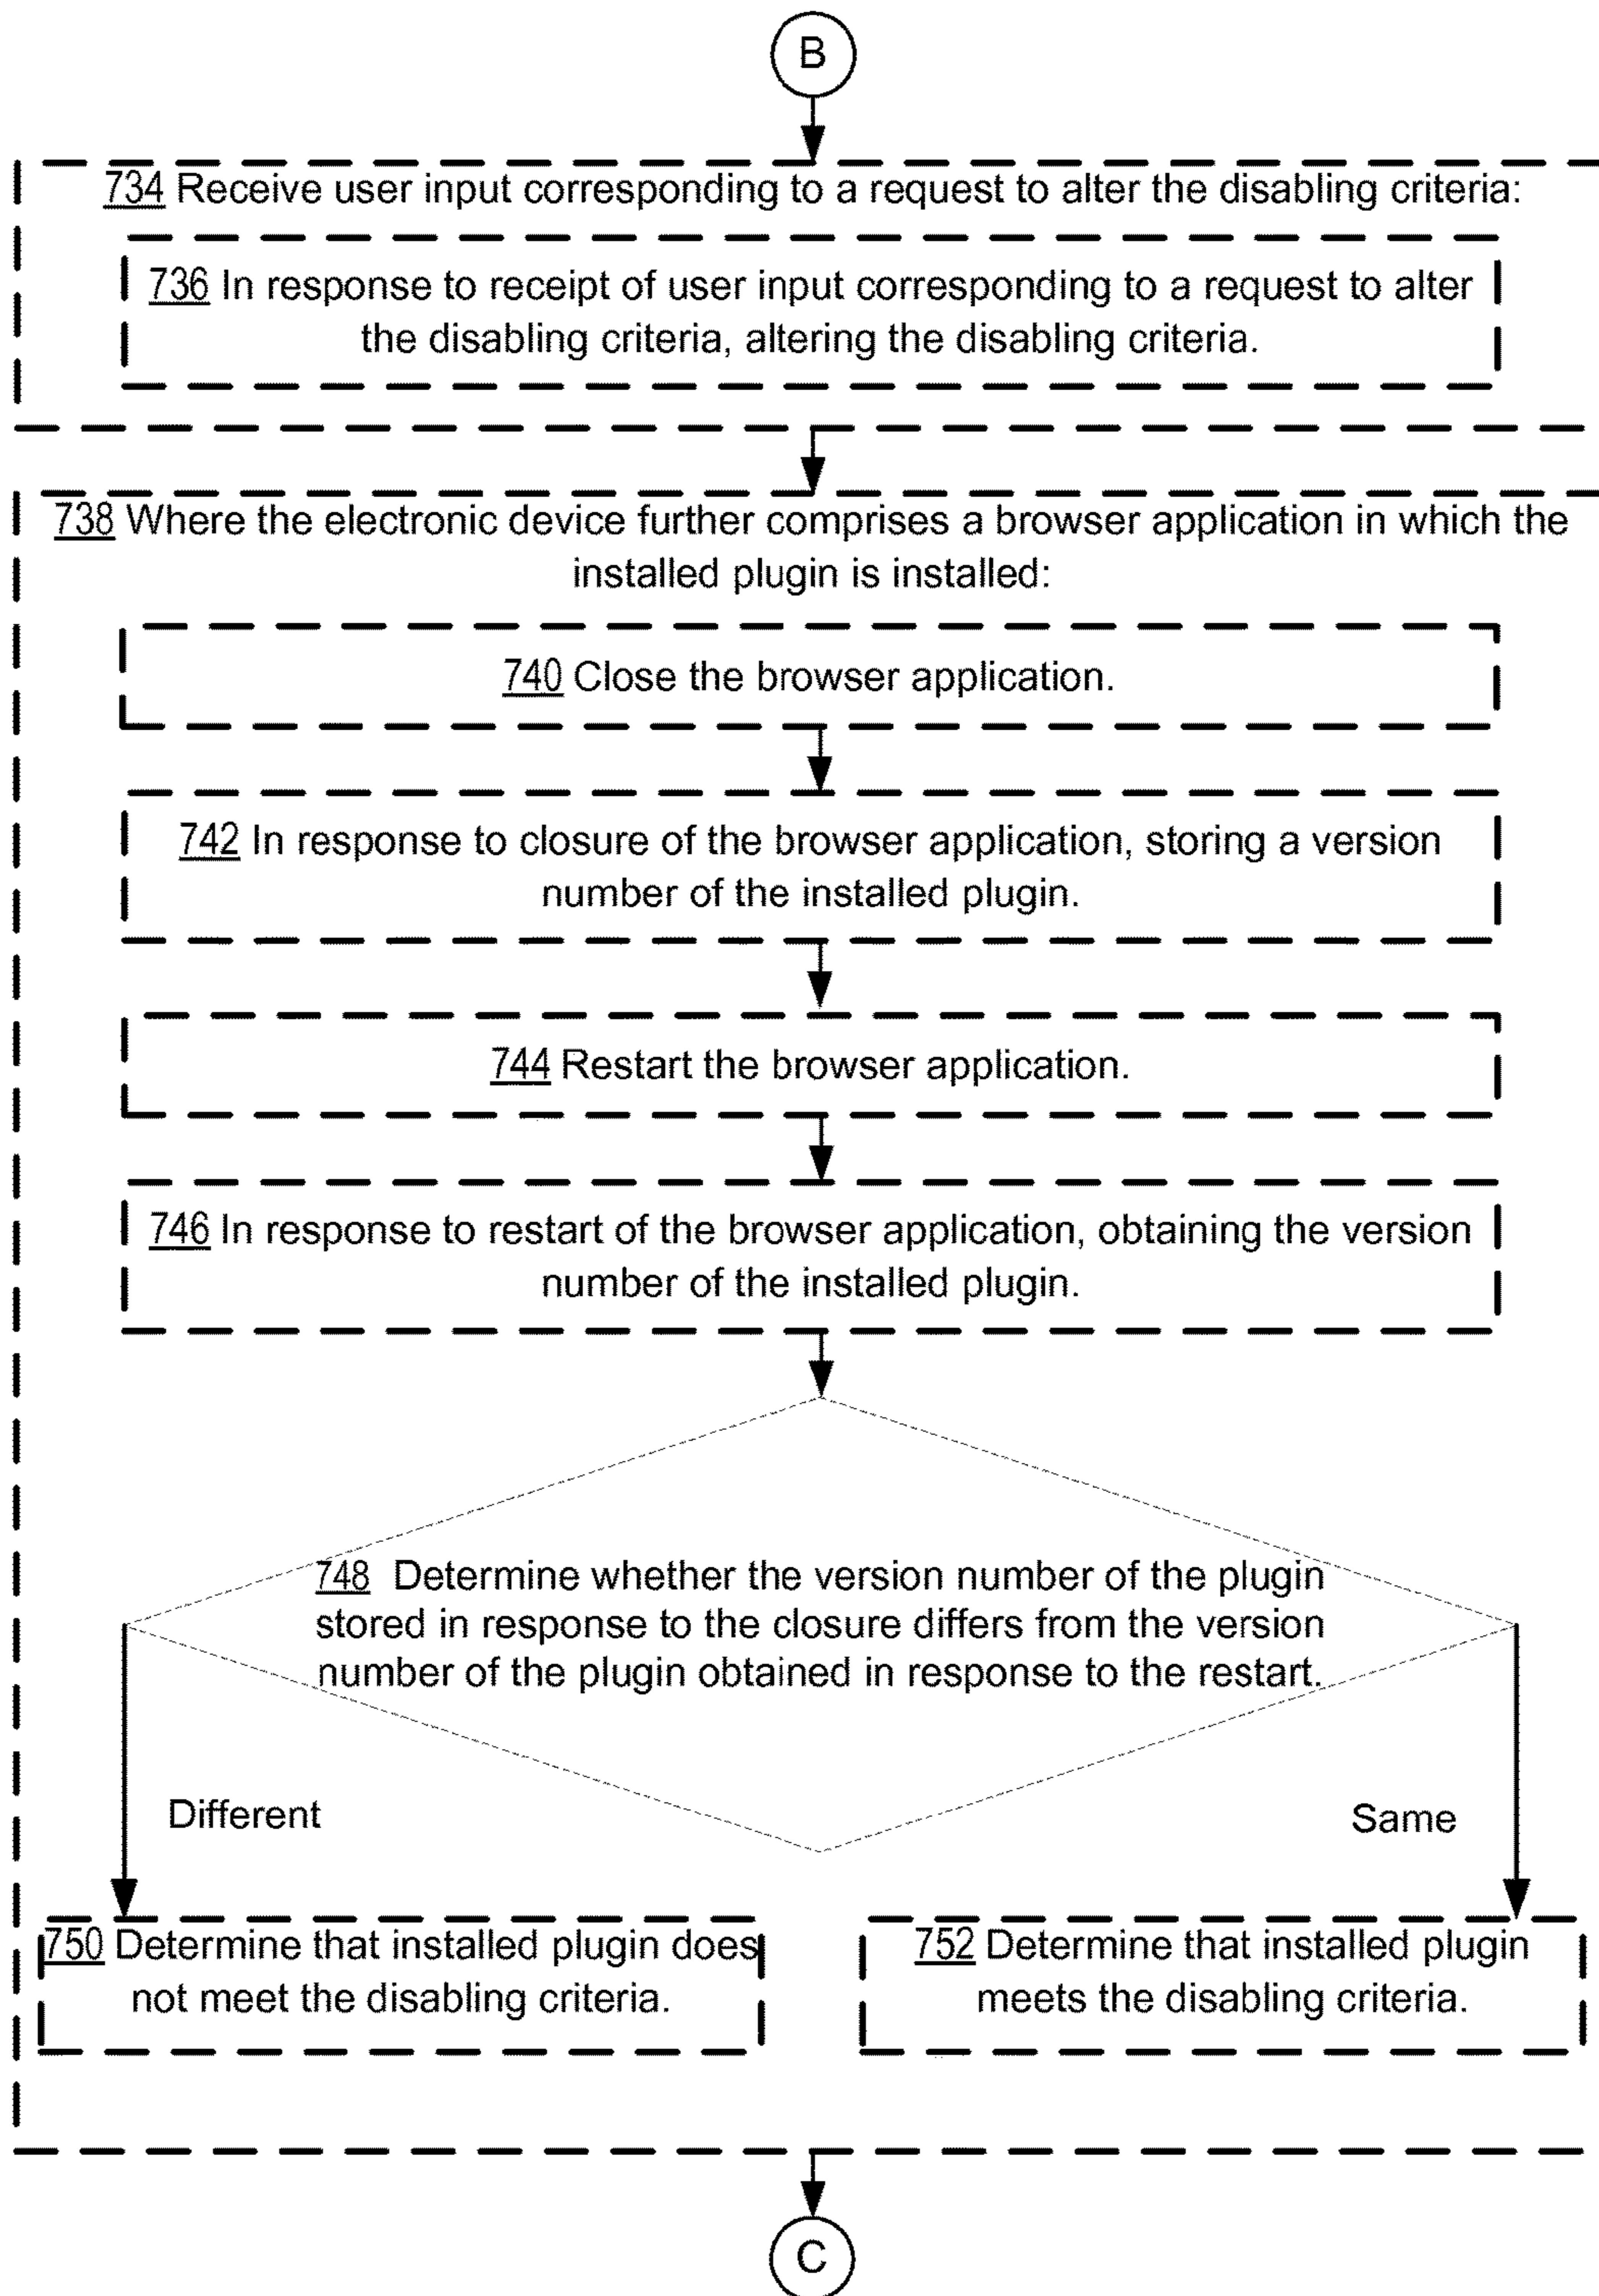 B
734 Receive user input corresponding to a request to alter the disabling criteria:
736 In response to receipt of user input corresponding to a request to alter
the disabling criteria, altering the disabling criteria.
738 Where the electronic device further comprises a browser application in which the
installed plugin is installed:
740 Close the browser application.
742 In response to closure of the browser application, storing a version
number of the installed plugin.
744 Restart the browser application.
746 In response to restart of the browser application, obtaining the version
number of the installed plugin.
748 Determine whether the version number of the plugin
stored in response to the closure differs from the version
number of the plugin obtained in response to the restart.
Different
Same
750 Determine that installed plugin does
not meet the disabling criteria.
752 Determine that installed plugin
meets the disabling criteria.
C